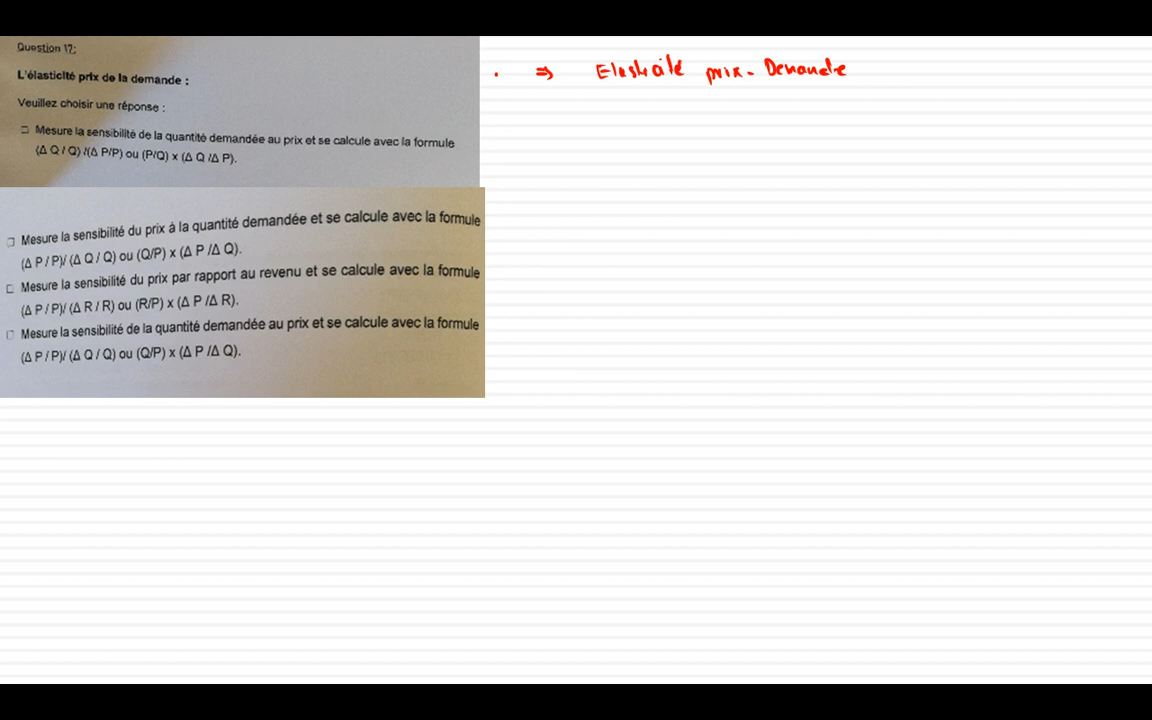 Question 17:
L'élasticité prix de la demande :
Veuillez choisir une réponse :
□ Mesure la sensibilité de la quantité demandée au prix et se calcule avec la formule
(Δ Q / Q) /(Δ P/P) ou (P/Q) x (Δ Q /Δ P).
□ Mesure la sensibilité du prix à la quantité demandée et se calcule avec la formule
(Δ P / P)/ (Δ Q / Q) ou (Q/P) x (Δ P /Δ Q).
□ Mesure la sensibilité du prix par rapport au revenu et se calcule avec la formule
(Δ P / P)/ (Δ R / R) ou (R/P) x (Δ P /Δ R).
□ Mesure la sensibilité de la quantité demandée au prix et se calcule avec la formule
(Δ P / P)/ (Δ Q / Q) ou (Q/P) x (Δ P /Δ Q).
. ⇒ Elasticité prix - Demande